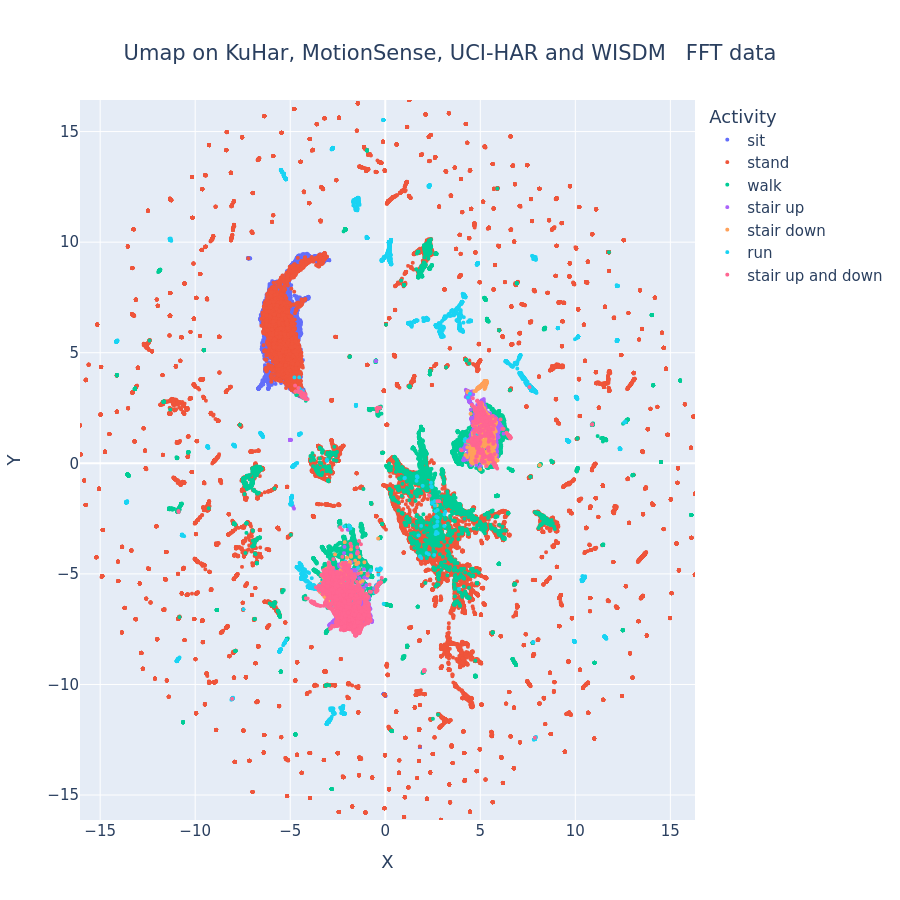 Umap on KuHar, MotionSense, UCI-HAR and WISDM   FFT data
Activity
sit
stand
walk
stair up
stair down
run
stair up and down
15
10
5
0
−5
−10
−15
Y
−15
−10
−5
0
5
10
15
X